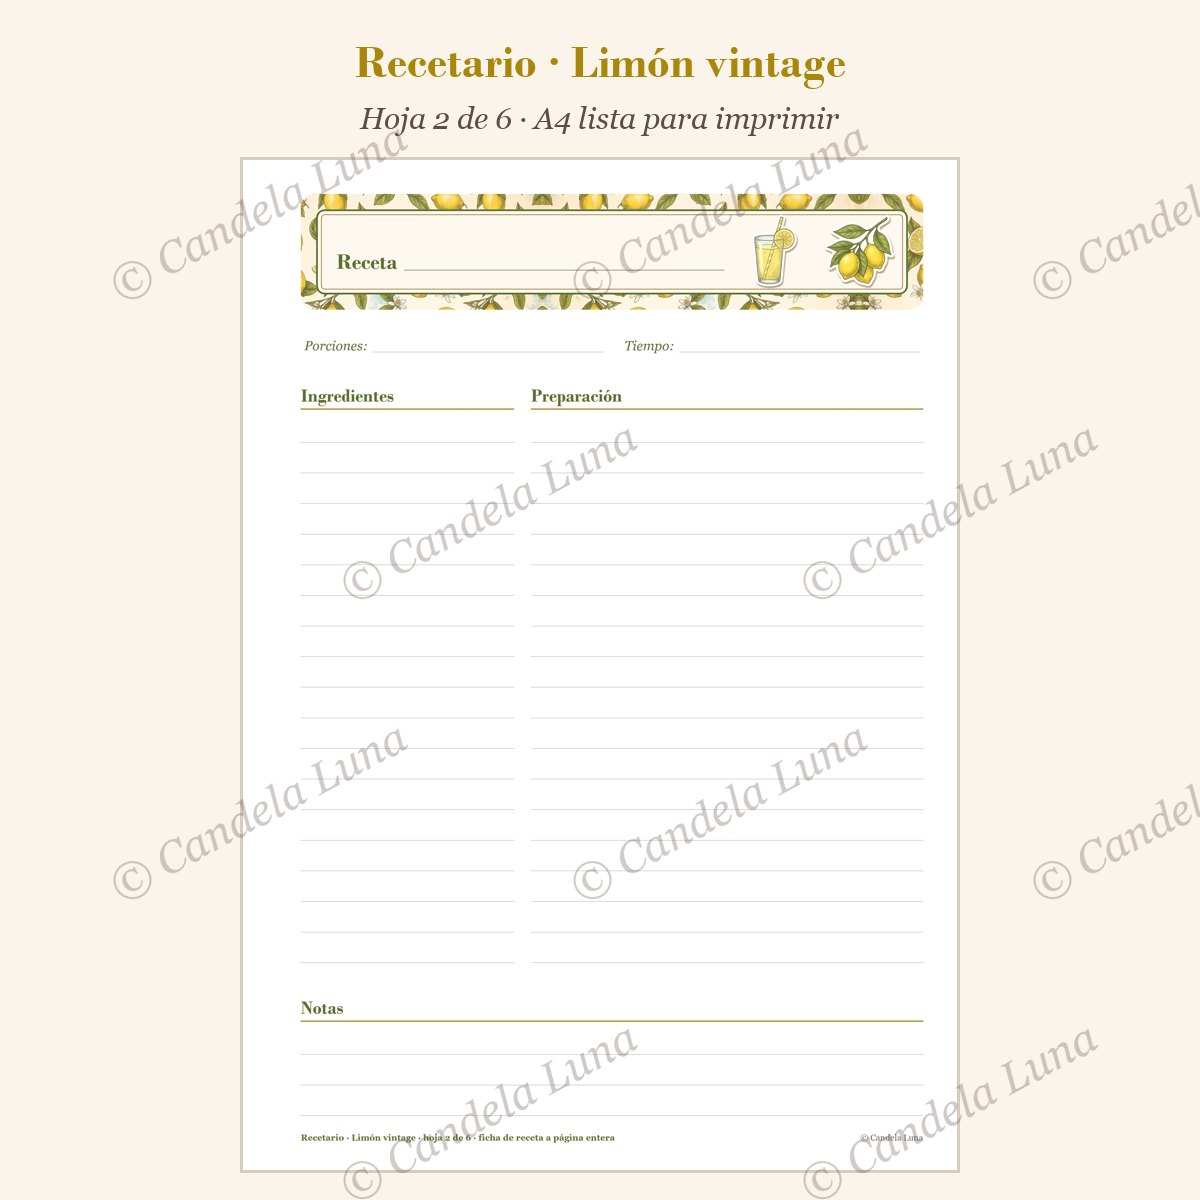 Recetario · Limón vintage
Hoja 2 de 6 · A4 lista para imprimir
© Candela Luna
© Candela Luna
© Candela
Receta
Porciones: Tiempo:
Ingredientes Preparación
© Candela Luna
© Candela Luna
© Candela Luna
© Candela Luna
© Candela
Notas
© Candela Luna
© Candela Luna
Recetario · Limón vintage · hoja 2 de 6 · ficha de receta a página entera © Candela Luna